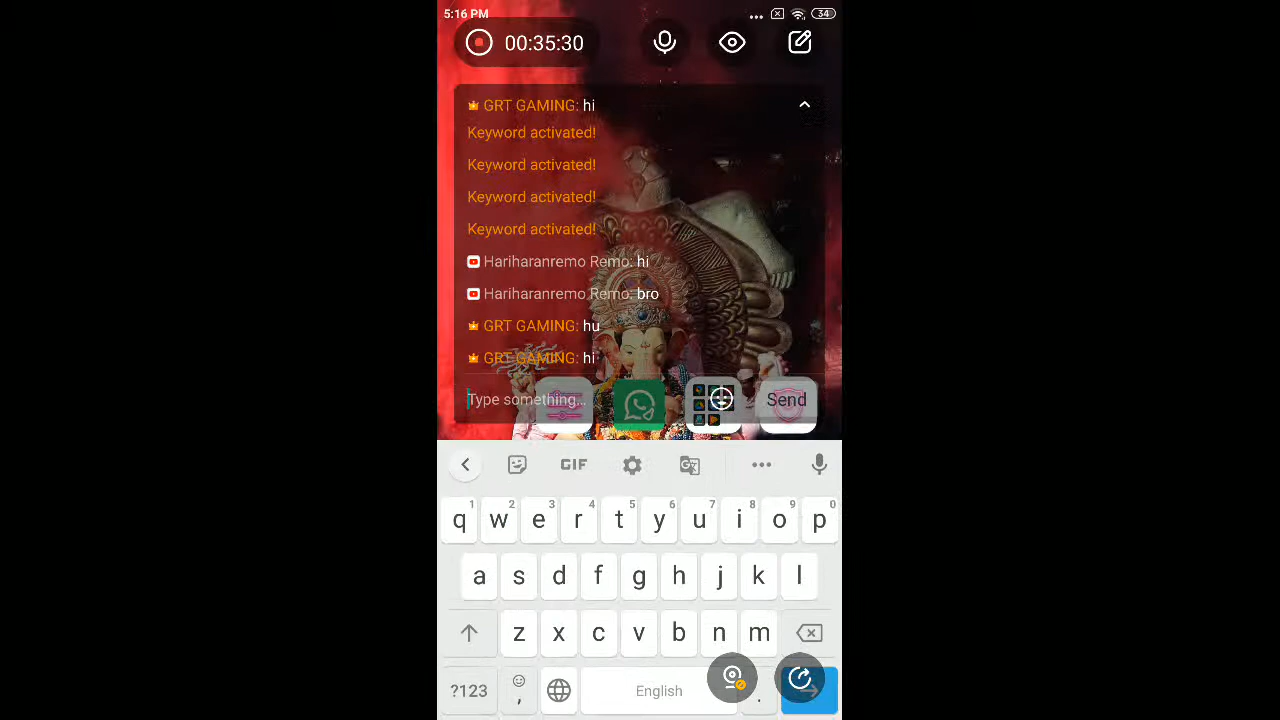 5:16 PM
34
00:35:30
GRT GAMING: hi
Keyword activated!
Keyword activated!
Keyword activated!
Keyword activated!
Hariharanremo Remo: hi
Hariharanremo Remo: bro
GRT GAMING: hu
GRT GAMING: hi
Type something...
Send
GIF
1 2 3 4 5 6 7 8 9 0
q w e r t y u i o p
a s d f g h j k l
z x c v b n m
?123 , English .